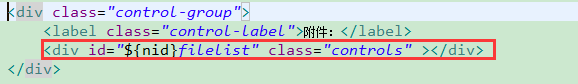 <div class="control-group">
<label class="control-label">附件：</label>
<div id="${nid}filelist" class="controls" ></div>
</div>